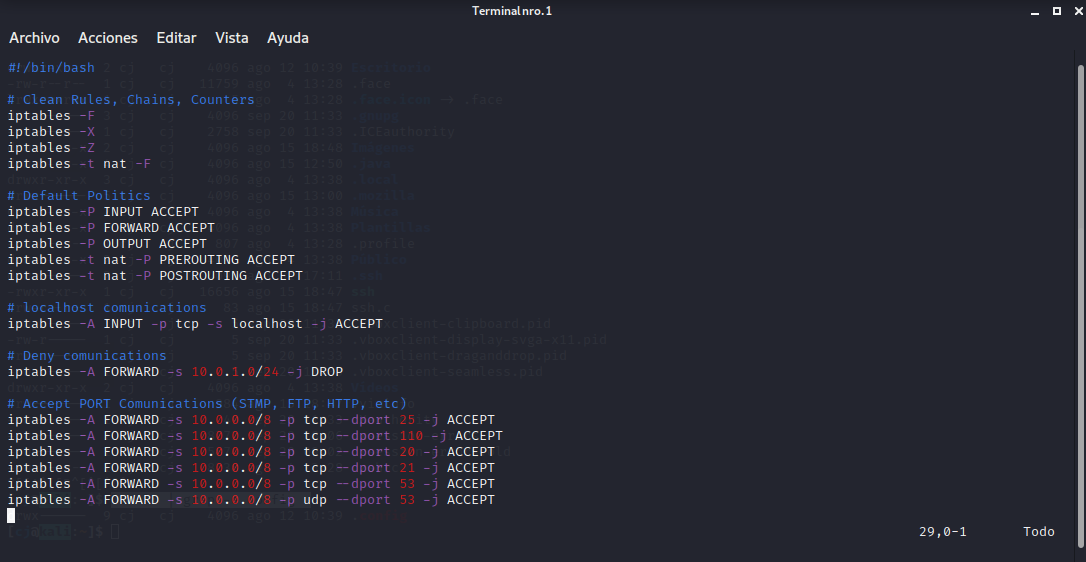 Terminal nro. 1
Archivo Acciones Editar Vista Ayuda
#!/bin/bash
# Clean Rules, Chains, Counters
iptables -F
iptables -X
iptables -Z
iptables -t nat -F
# Default Politics
iptables -P INPUT ACCEPT
iptables -P FORWARD ACCEPT
iptables -P OUTPUT ACCEPT
iptables -t nat -P PREROUTING ACCEPT
iptables -t nat -P POSTROUTING ACCEPT
# localhost comunications
iptables -A INPUT -p tcp -s localhost -j ACCEPT
# Deny comunications
iptables -A FORWARD -s 10.0.1.0/24 -j DROP
# Accept PORT Comunications (STMP, FTP, HTTP, etc)
iptables -A FORWARD -s 10.0.0.0/8 -p tcp --dport 25 -j ACCEPT
iptables -A FORWARD -s 10.0.0.0/8 -p tcp --dport 110 -j ACCEPT
iptables -A FORWARD -s 10.0.0.0/8 -p tcp --dport 20 -j ACCEPT
iptables -A FORWARD -s 10.0.0.0/8 -p tcp --dport 21 -j ACCEPT
iptables -A FORWARD -s 10.0.0.0/8 -p tcp --dport 53 -j ACCEPT
iptables -A FORWARD -s 10.0.0.0/8 -p udp --dport 53 -j ACCEPT
29,0-1 Todo